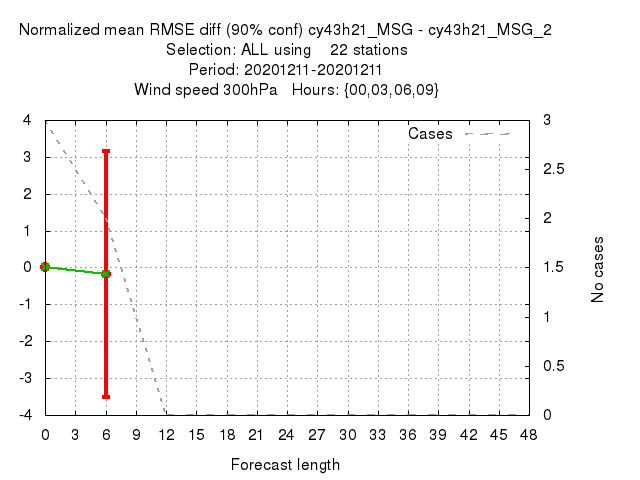 Normalized mean RMSE diff (90% conf) cy43h21_MSG - cy43h21_MSG_2
Selection: ALL using 22 stations
Period: 20201211-20201211
Wind speed 300hPa Hours: {00,03,06,09}
Cases
4
3
2
1
0
-1
-2
-3
-4
3
2.5
2
1.5
1
0.5
0
No cases
0 3 6 9 12 15 18 21 24 27 30 33 36 39 42 45 48
Forecast length